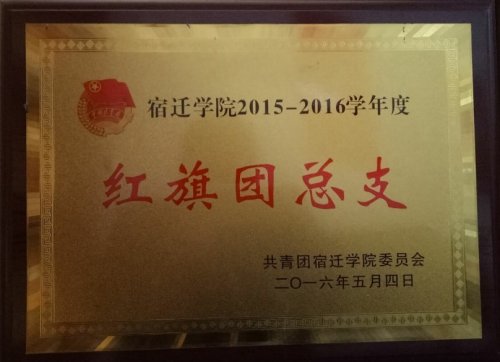 宿迁学院2015-2016学年度
红旗团总支
共青团宿迁学院委员会
二〇一六年五月四日